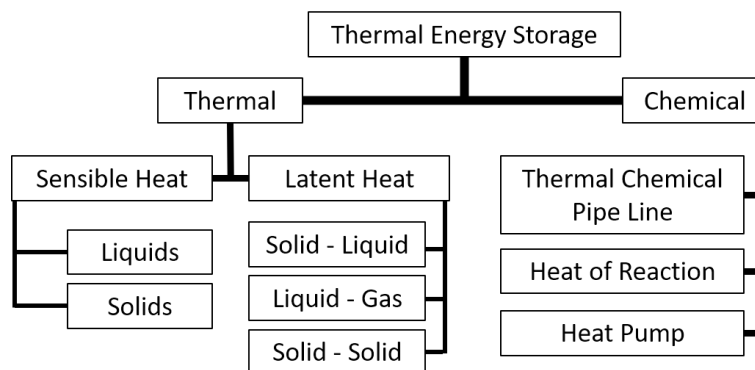 Thermal Energy Storage
Thermal
Chemical
Sensible Heat
Latent Heat
Thermal Chemical
Pipe Line
Liquids
Solid - Liquid
Heat of Reaction
Solids
Liquid - Gas
Heat Pump
Solid - Solid